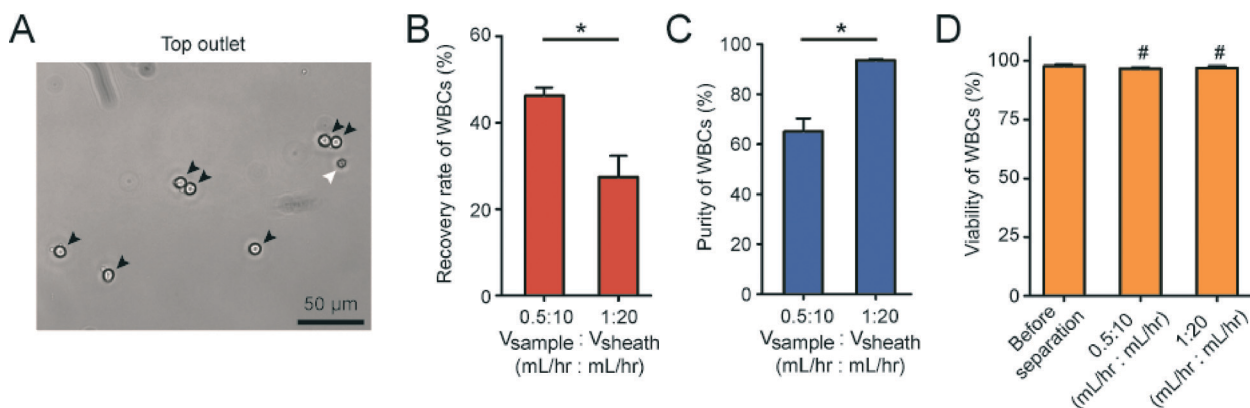 A
Top outlet
50 µm
B
Recovery rate of WBCs (%)
60
40
20
0
*
0.5:10
1:20
Vsample : Vsheath
(mL/hr : mL/hr)
C
Purity of WBCs (%)
100
80
60
40
20
0
*
0.5:10
1:20
Vsample : Vsheath
(mL/hr : mL/hr)
D
Viability of WBCs (%)
100
75
50
25
0
#
#
Before
separation
0.5:10
(mL/hr : mL/hr)
1:20
(mL/hr : mL/hr)